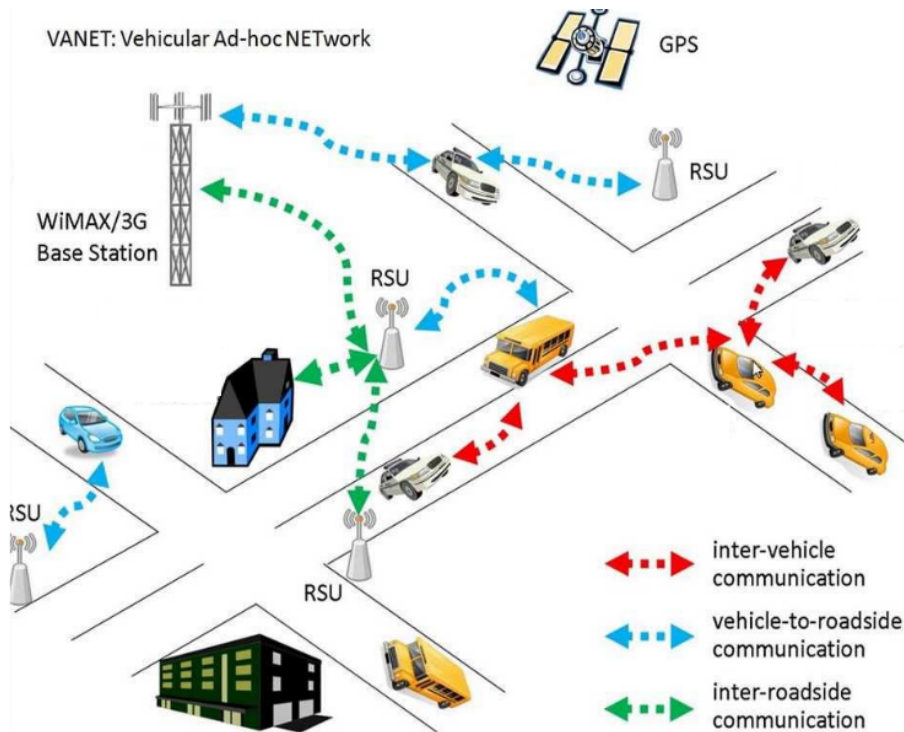 VANET: Vehicular Ad-hoc NETwork
GPS
RSU
WiMAX/3G
Base Station
RSU
RSU
RSU
inter-vehicle
communication
vehicle-to-roadside
communication
inter-roadside
communication